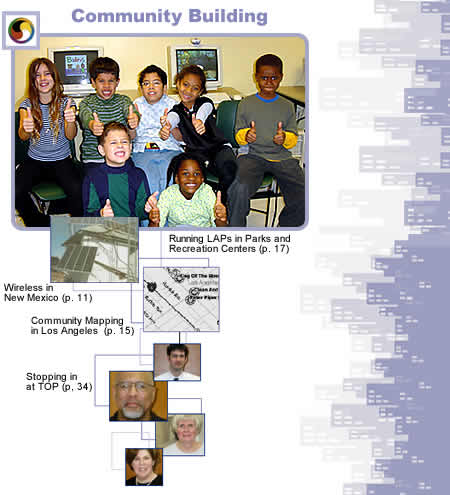 Community Building
Running LAPs in Parks and
Recreation Centers (p. 17)
Wireless in
New Mexico (p. 11)
Community Mapping
in Los Angeles (p. 15)
Stopping in
at TOP (p, 34)